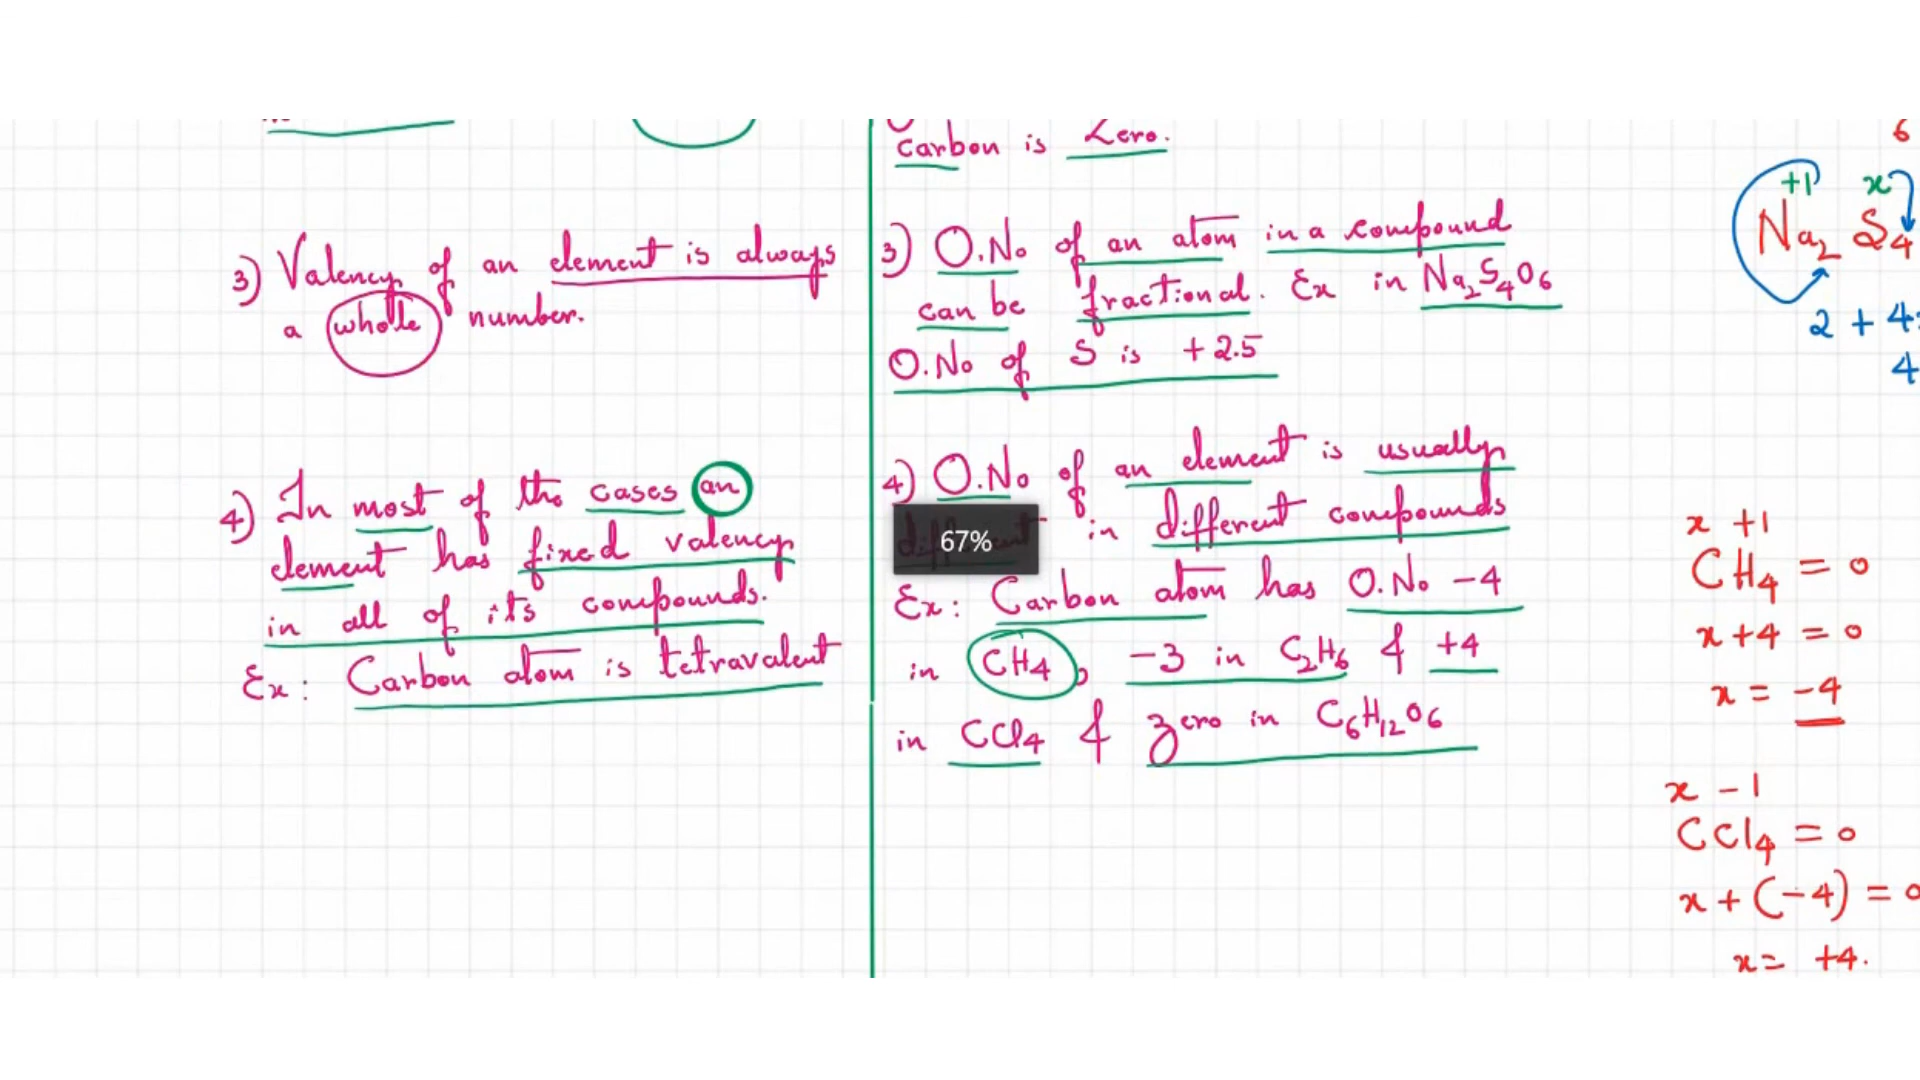 3) Valency of an element is always
a whole number.
4) In most of the cases an
element has fixed valency
in all of its compounds.
Ex: Carbon atom is tetravalent
carbon is Zero.
3) O.No of an atom in a compound
can be fractional. Ex in Na₂S₄O₆
O.No of S is +2.5
4) O.No of an element is usually
different in different compounds
67%
Ex: Carbon atom has O.No -4
in CH₄, -3 in C₂H₆ & +4
in CCl₄ & zero in C₆H₁₂O₆
6
+1 x
Na₂ S₄
2 + 4
4
x +1
CH₄ = 0
x + 4 = 0
x = -4
x -1
CCl₄ = 0
x + (-4) = 0
x = +4.